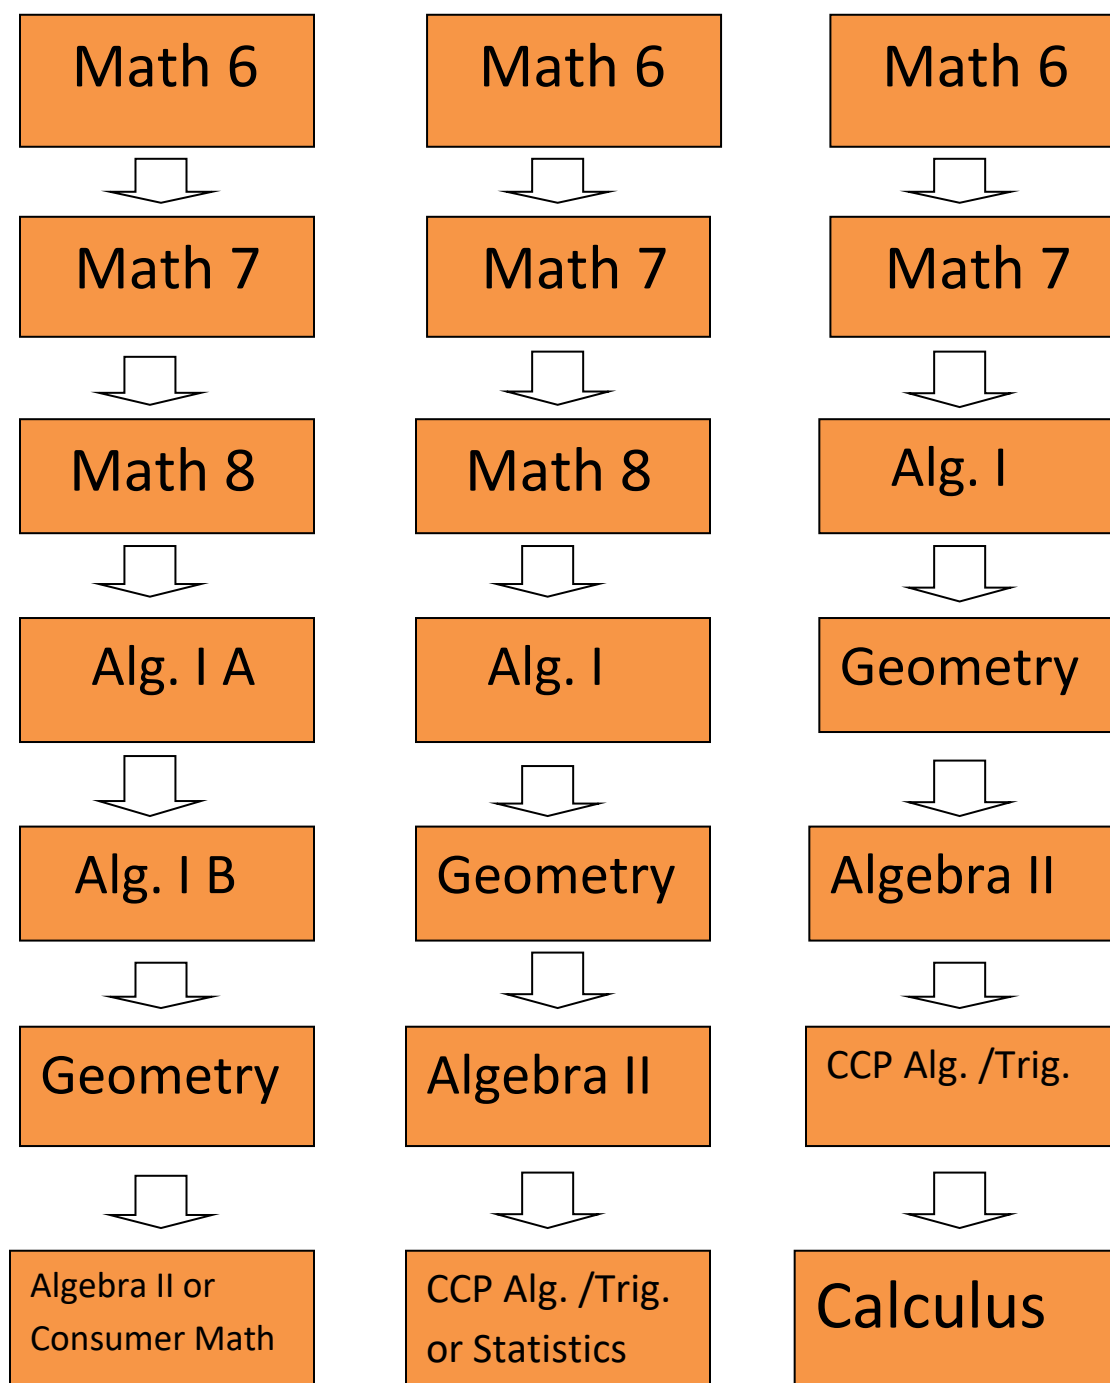 Math 6
Math 6
Math 6
Math 7
Math 7
Math 7
Math 8
Math 8
Alg. I
Alg. I A
Alg. I
Geometry
Alg. I B
Geometry
Algebra II
Geometry
Algebra II
CCP Alg. /Trig.
Algebra II or
Consumer Math
CCP Alg. /Trig.
or Statistics
Calculus